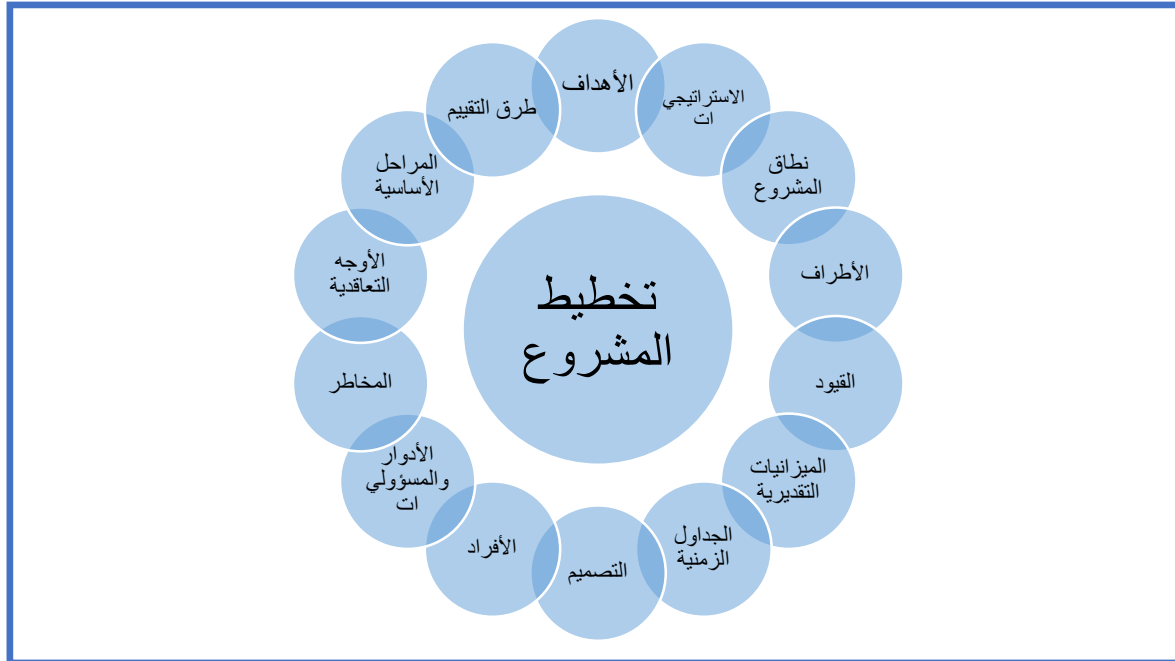 تخطيط
المشروع
الأهداف
الاستراتيجي
ات
نطاق
المشروع
الأطراف
القيود
الميزانيات
التقديرية
الجداول
الزمنية
التصميم
الأفراد
الأدوار
والمسؤولي
ات
المخاطر
الأوجه
التعاقدية
المراحل
الأساسية
طرق التقييم